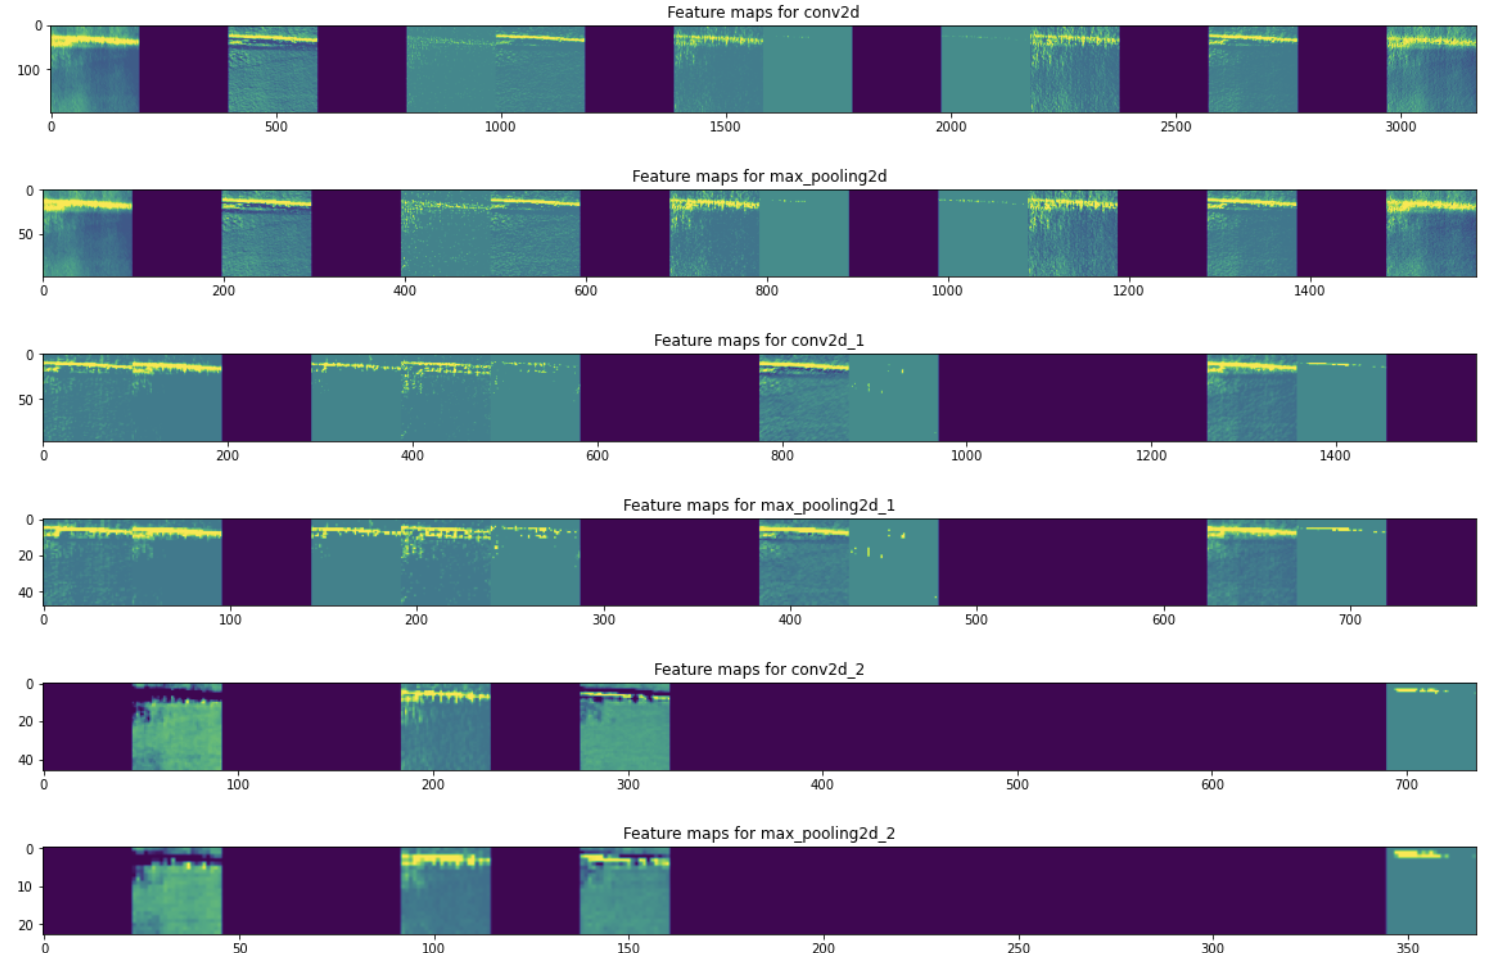 Feature maps for conv2d
0
100
0 500 1000 1500 2000 2500 3000
Feature maps for max_pooling2d
0
50
0 200 400 600 800 1000 1200 1400
Feature maps for conv2d_1
0
50
0 200 400 600 800 1000 1200 1400
Feature maps for max_pooling2d_1
0
20
40
0 100 200 300 400 500 600 700
Feature maps for conv2d_2
0
20
40
0 100 200 300 400 500 600 700
Feature maps for max_pooling2d_2
0
10
20
0 50 100 150 200 250 300 350